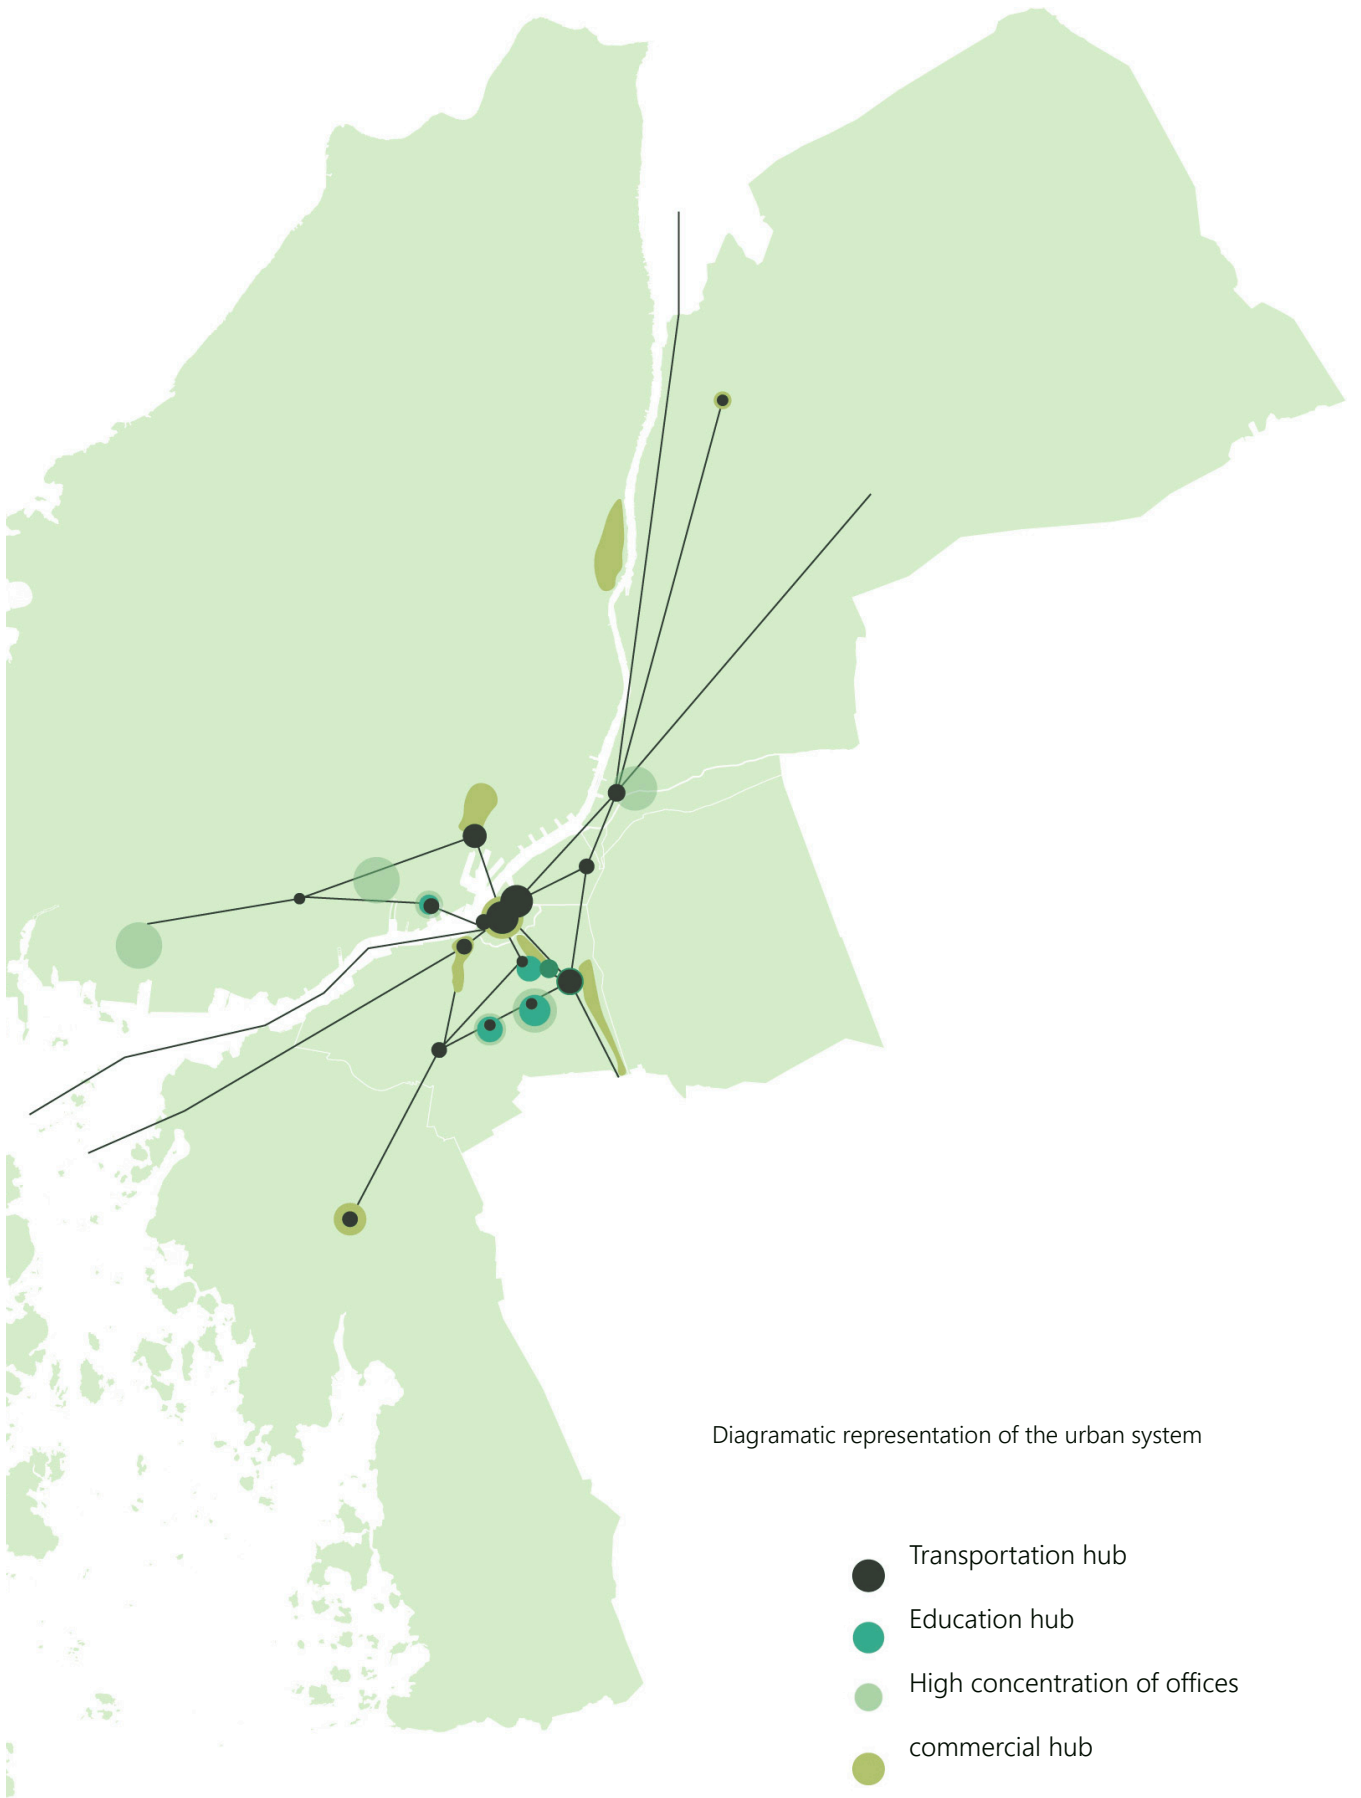 Diagramatic representation of the urban system
Transportation hub
Education hub
High concentration of offices
commercial hub